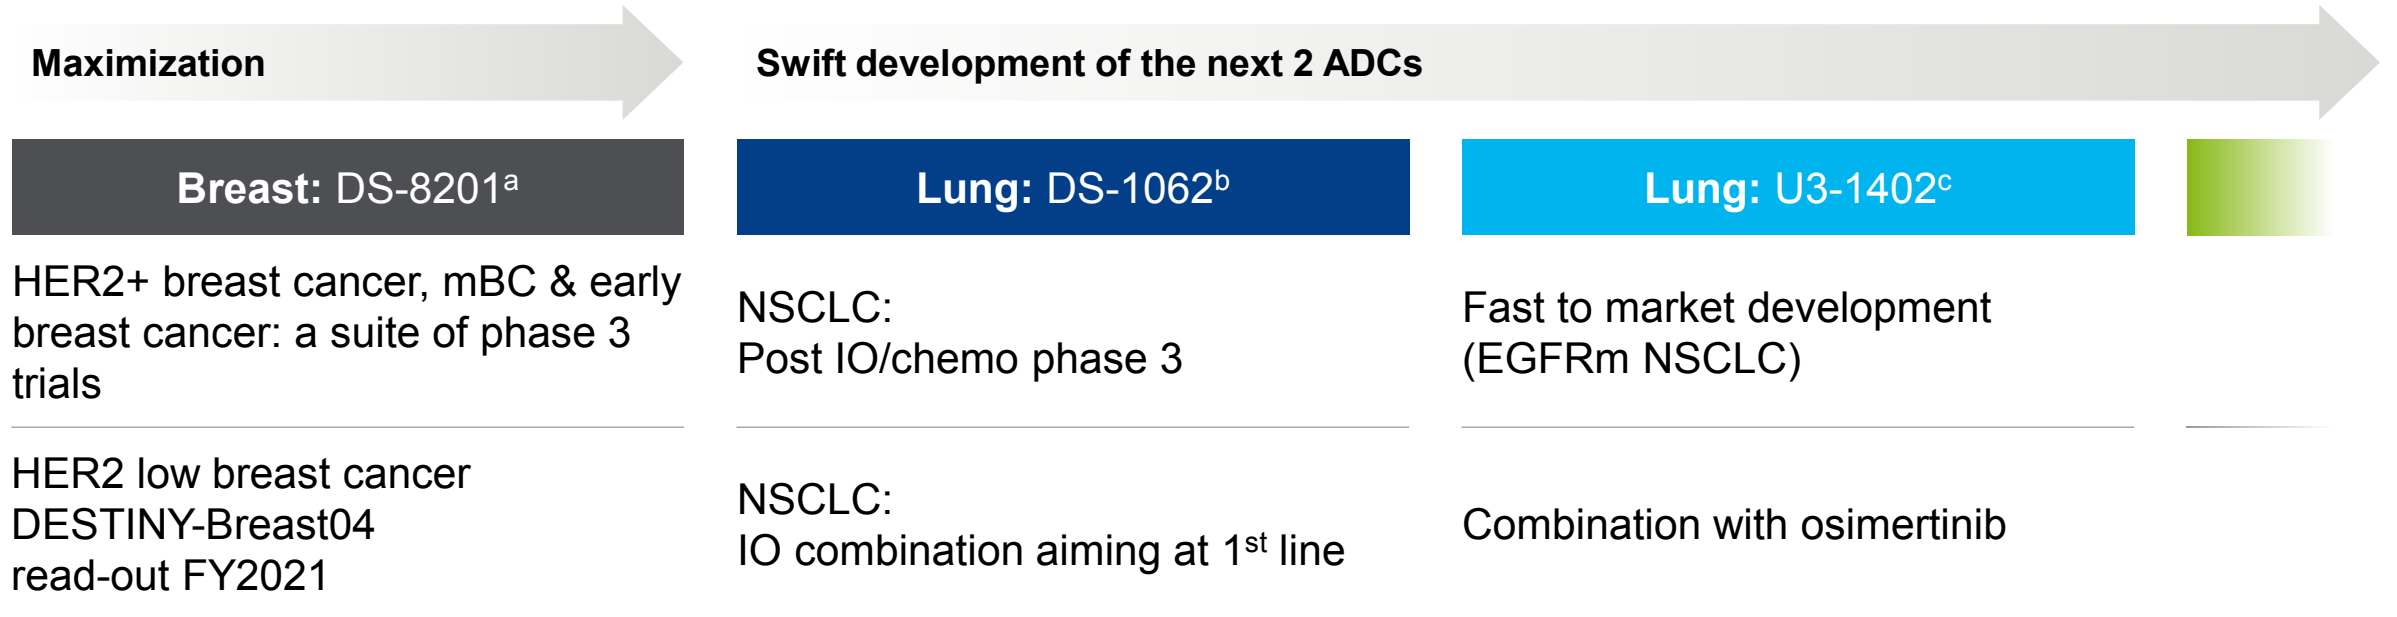 Maximization
Swift development of the next 2 ADCs
Breast: DS-8201ᵃ
Lung: DS-1062ᵇ
Lung: U3-1402ᶜ
HER2+ breast cancer, mBC & early
breast cancer: a suite of phase 3
trials
NSCLC:
Post IO/chemo phase 3
Fast to market development
(EGFRm NSCLC)
HER2 low breast cancer
DESTINY-Breast04
read-out FY2021
NSCLC:
IO combination aiming at 1ˢᵗ line
Combination with osimertinib